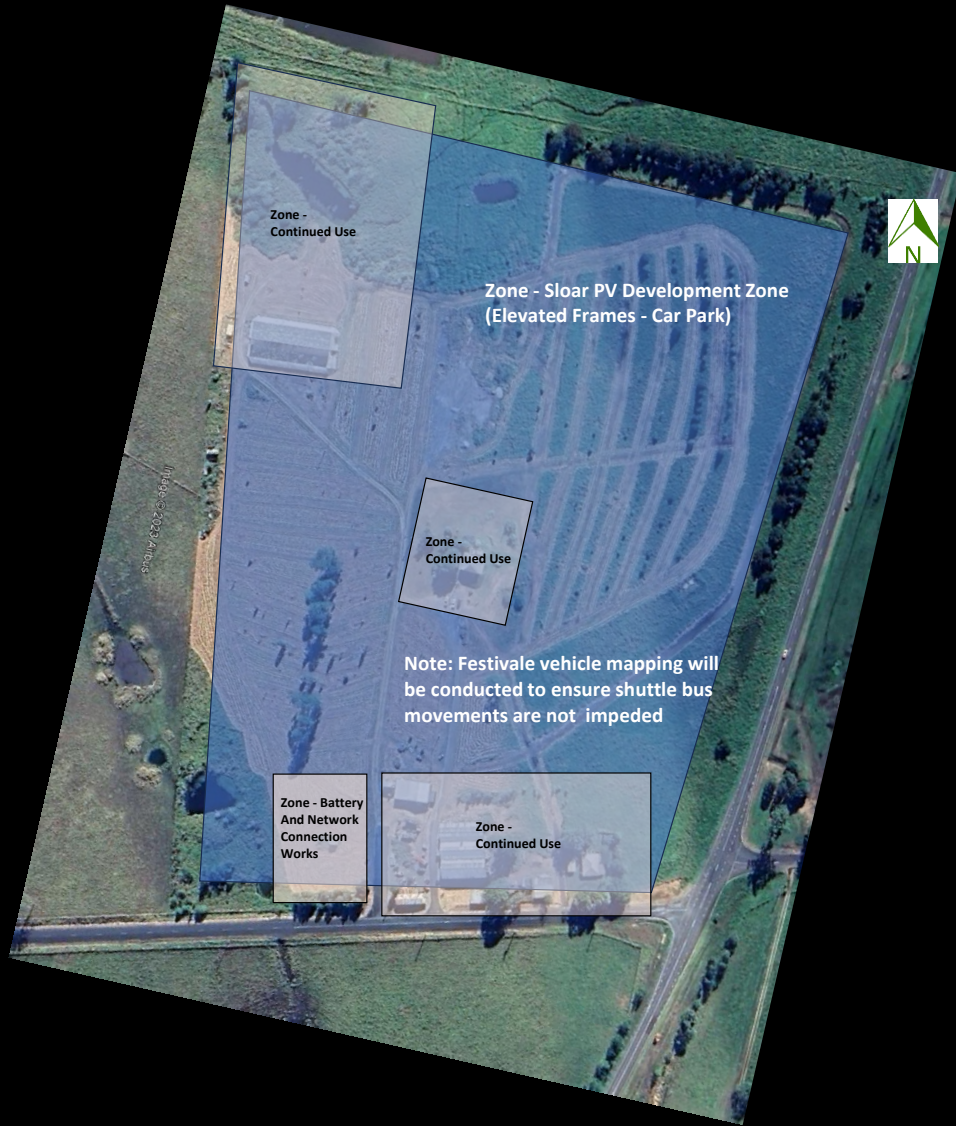 Zone -
Continued Use
N
Zone - Sloar PV Development Zone
(Elevated Frames - Car Park)
Image © 2023 Airbus
Zone -
Continued Use
Note: Festivale vehicle mapping will
be conducted to ensure shuttle bus
movements are not  impeded
Zone - Battery
And Network
Connection
Works
Zone -
Continued Use